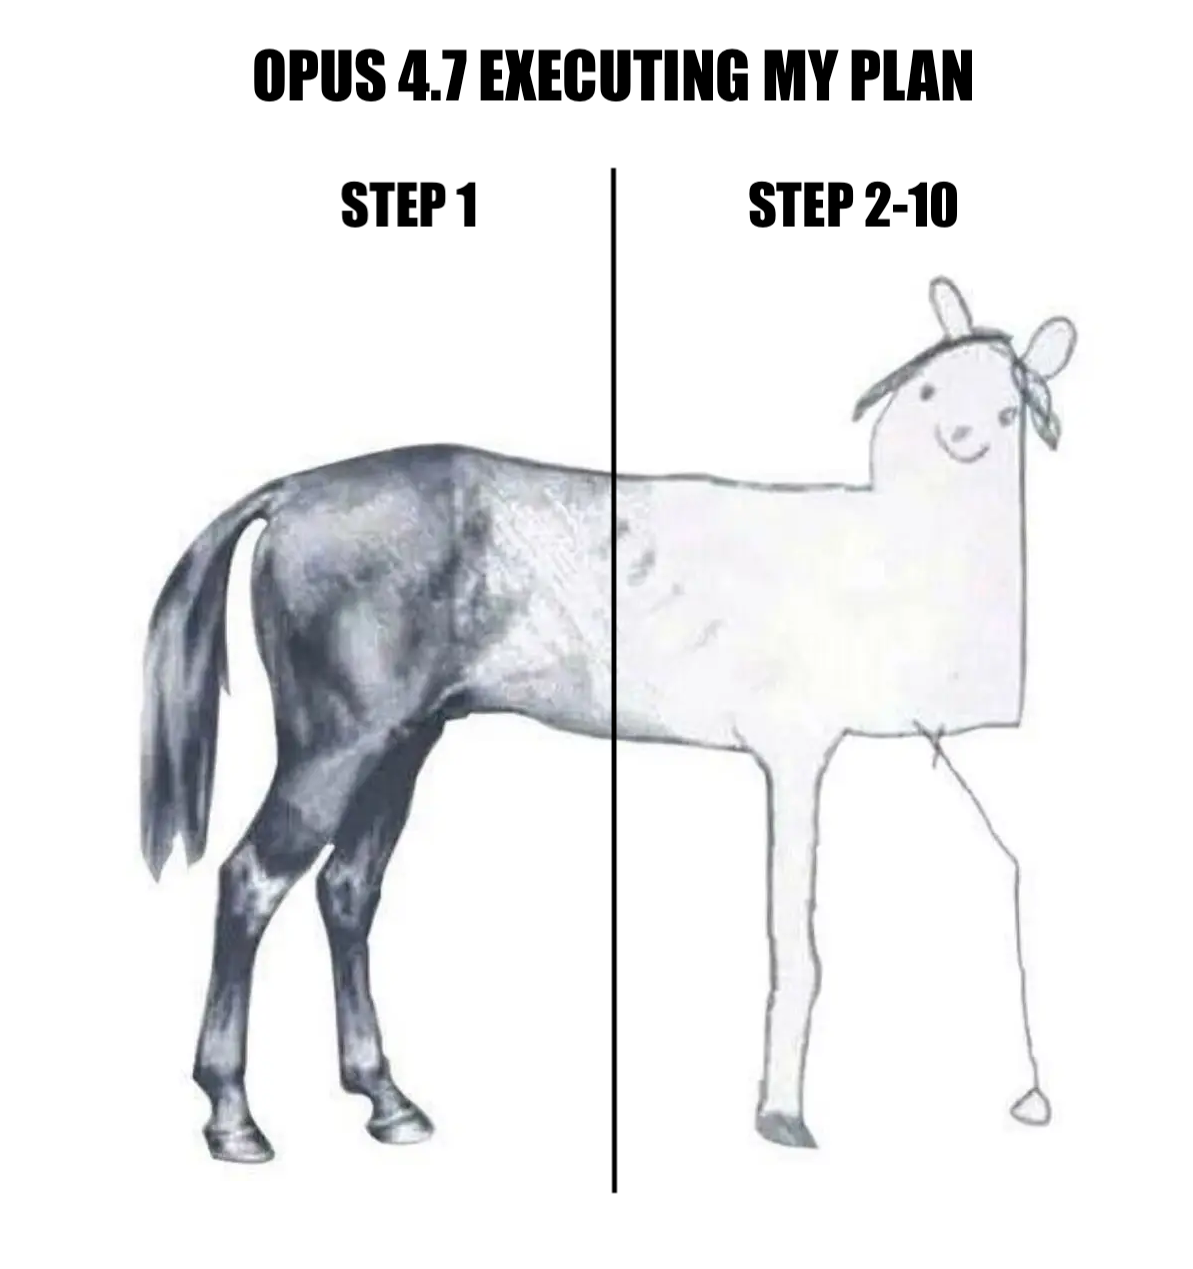 OPUS 4.7 EXECUTING MY PLAN
STEP 1
STEP 2-10